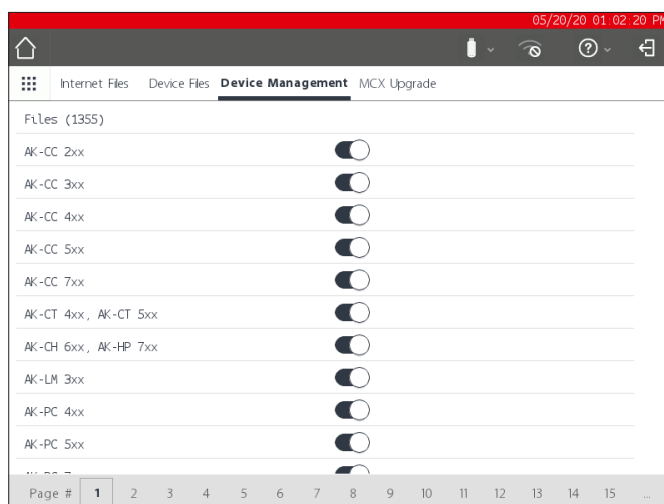 05/20/20 01:02:20 PM
Internet Files Device Files Device Management MCX Upgrade
Files (1355)
AK-CC 2xx
AK-CC 3xx
AK-CC 4xx
AK-CC 5xx
AK-CC 7xx
AK-CT 4xx, AK-CT 5xx
AK-CH 6xx, AK-HP 7xx
AK-LM 3xx
AK-PC 4xx
AK-PC 5xx
Page # 1 2 3 4 5 6 7 8 9 10 11 12 13 14 15 ...